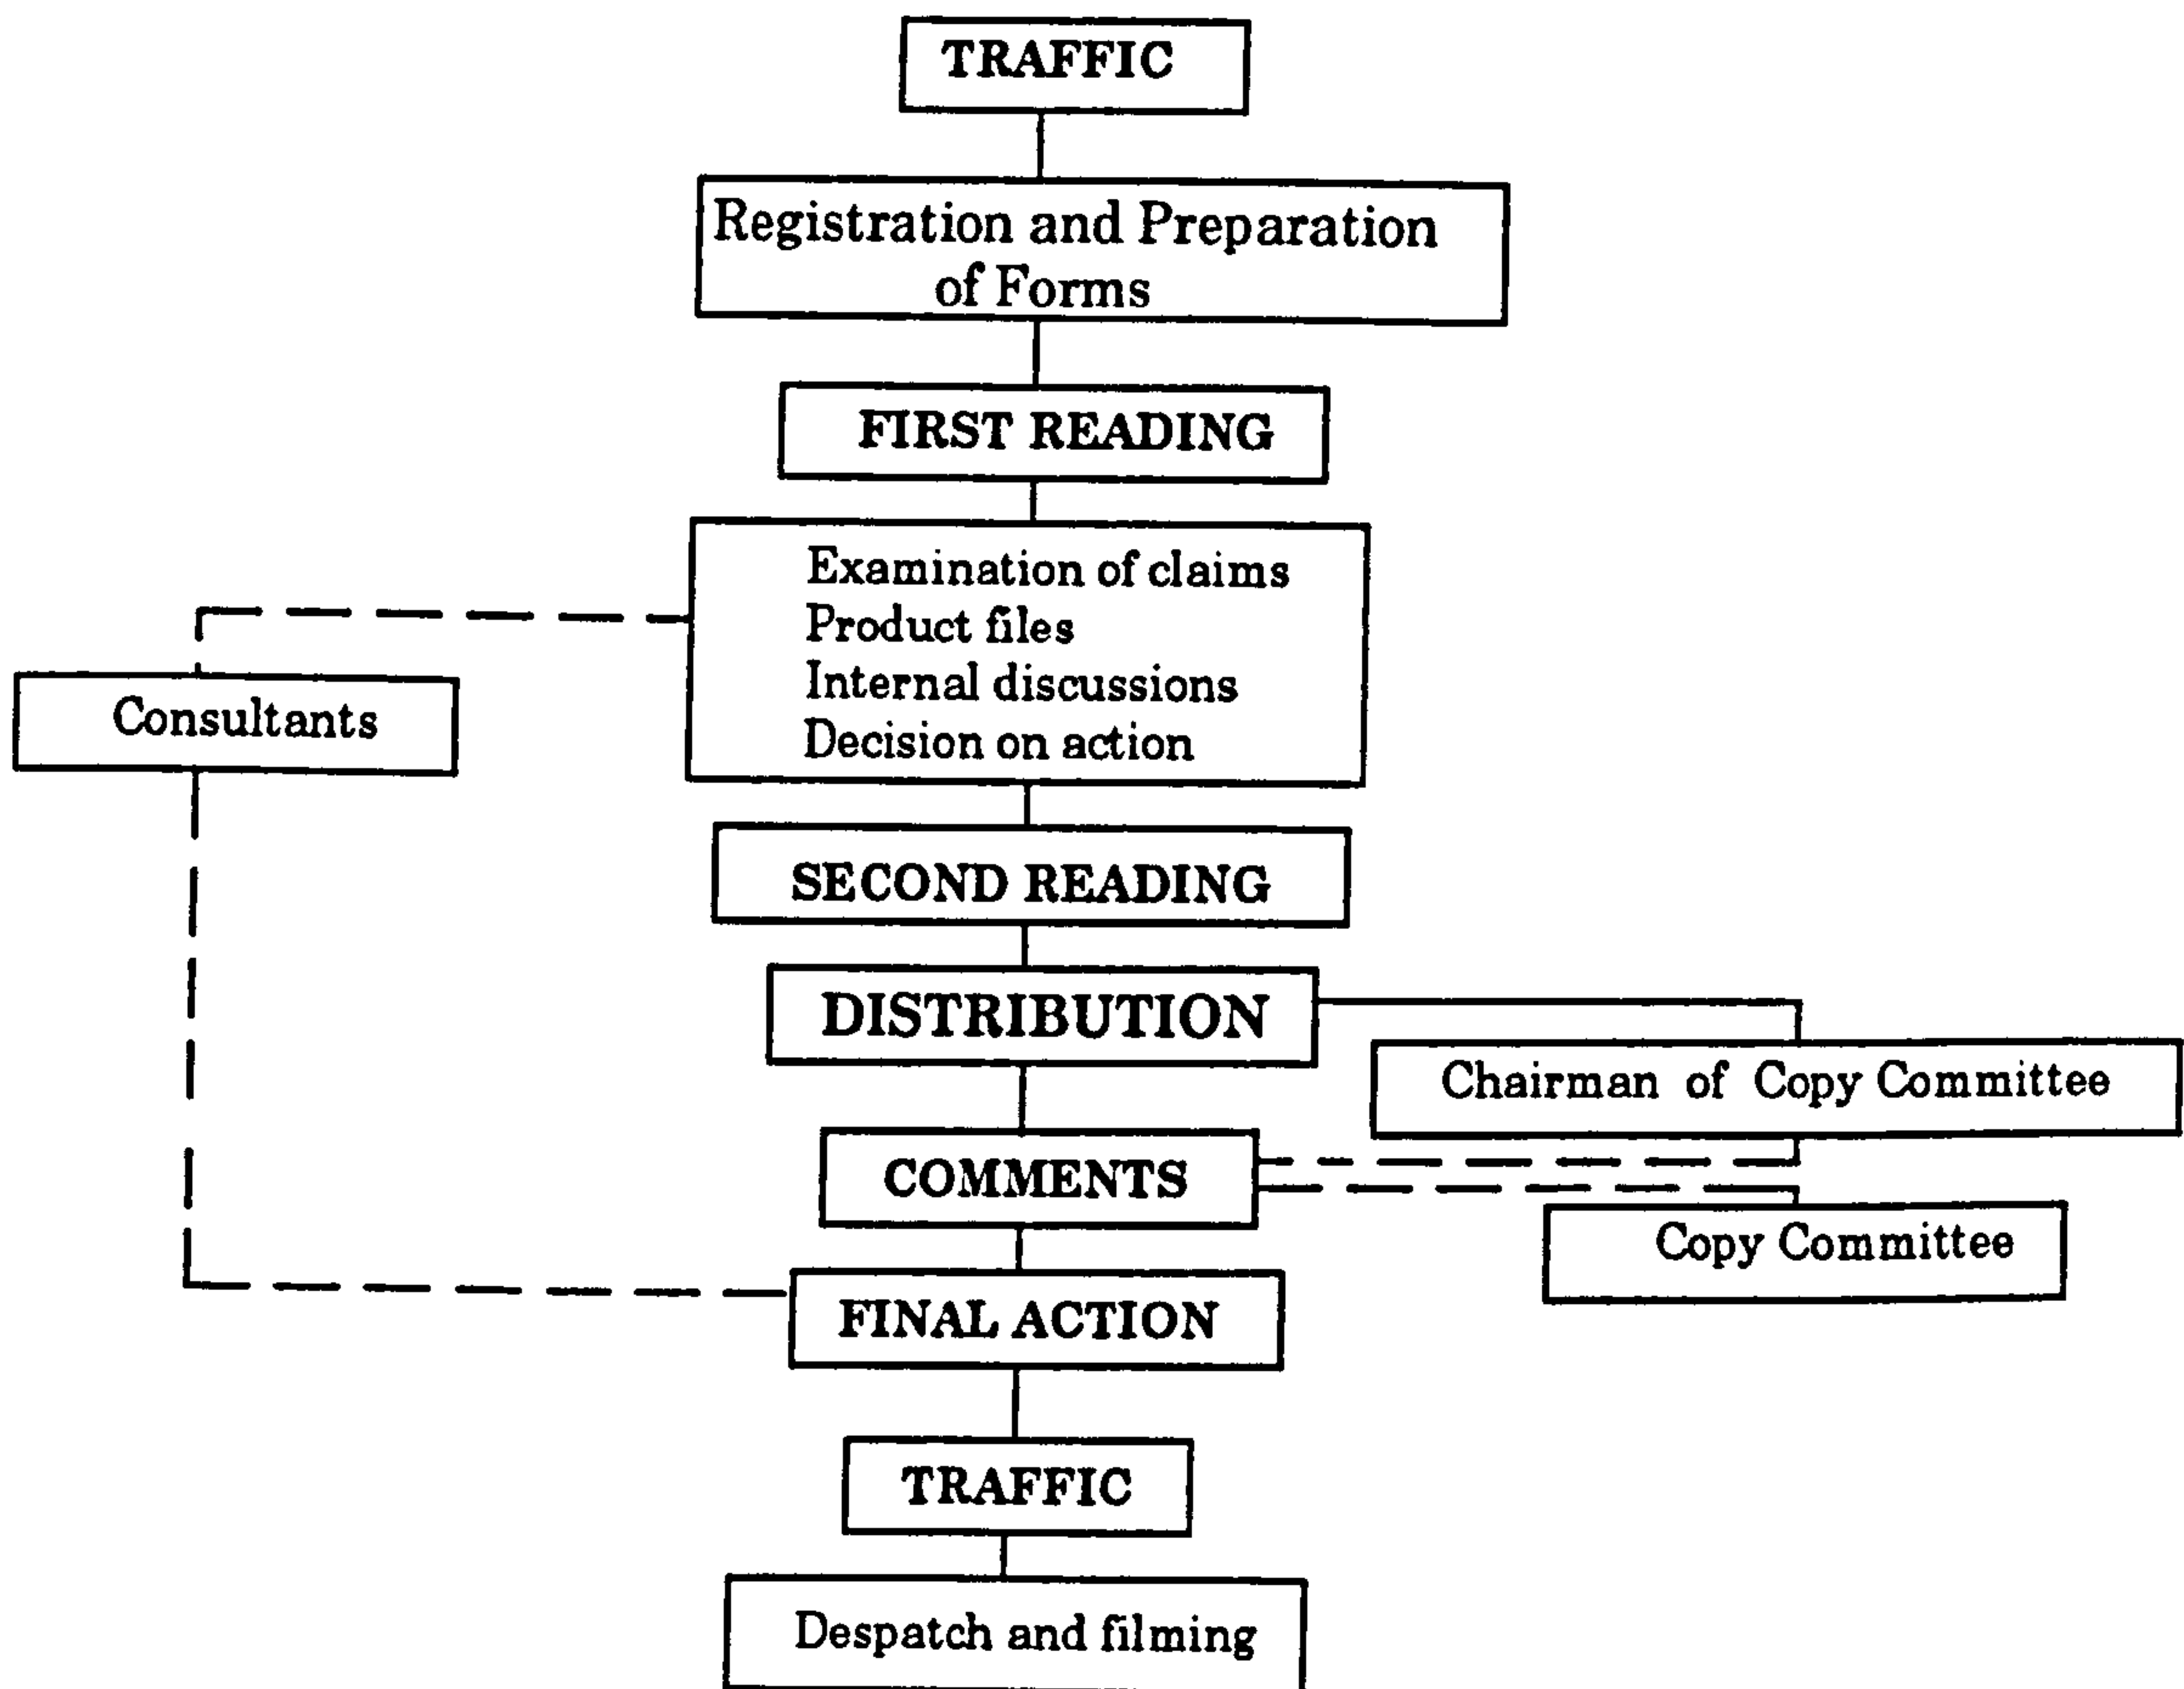 TRAFFIC
Registration and Preparation
of Forms
FIRST READING
Examination of claims
Product files
Internal discussions
Decision on action
Consultants
SECOND READING
DISTRIBUTION
Chairman of Copy Committee
COMMENTS
Copy Committee
FINAL ACTION
TRAFFIC
Despatch and filming